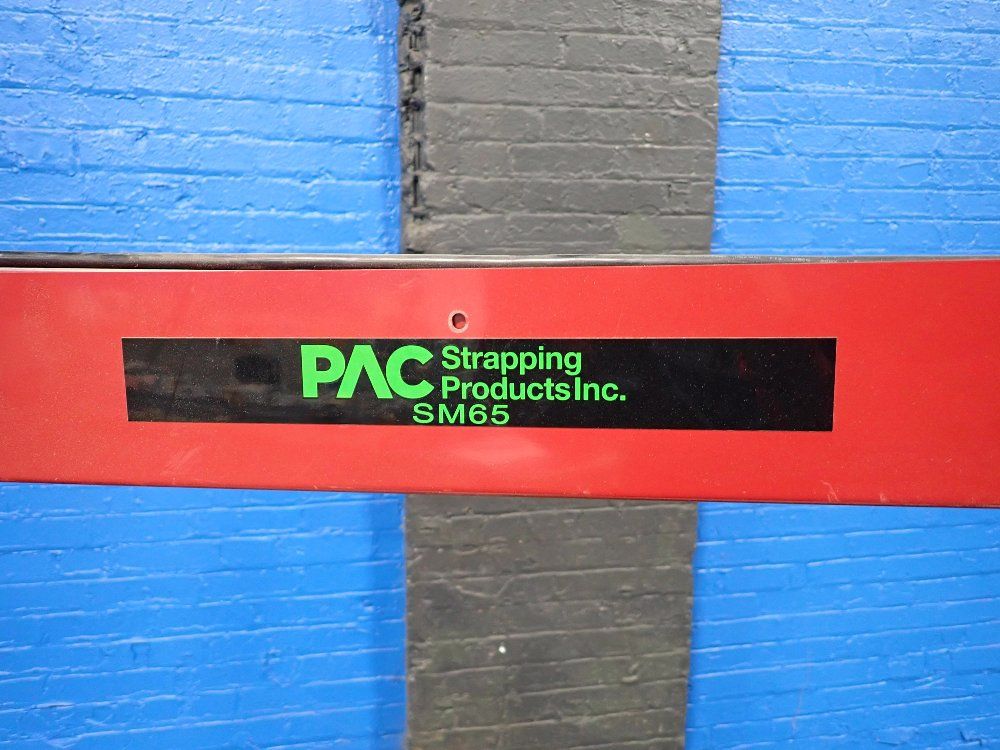 PAC Strapping
Products Inc.
SM65